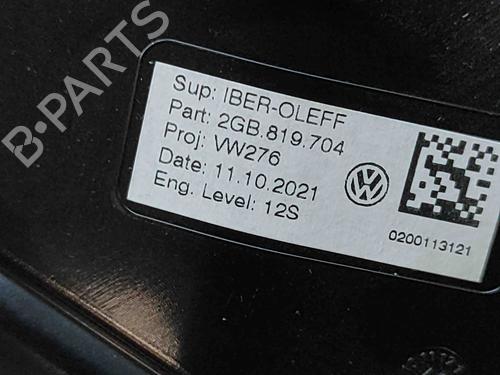 B-PARTS
Sup: IBER-OLEFF
Part: 2GB.819.704
Proj: VW276
Date: 11.10.2021
Eng. Level: 12S
0200113121